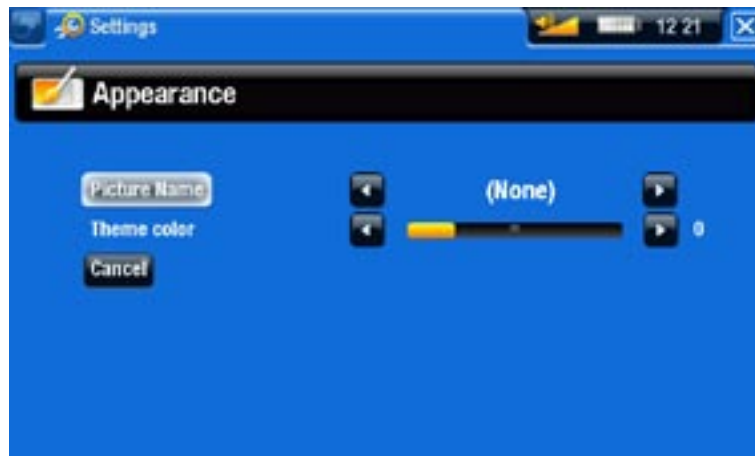 Settings
12 21
Appearance
Picture Name
(None)
Theme color
0
Cancel